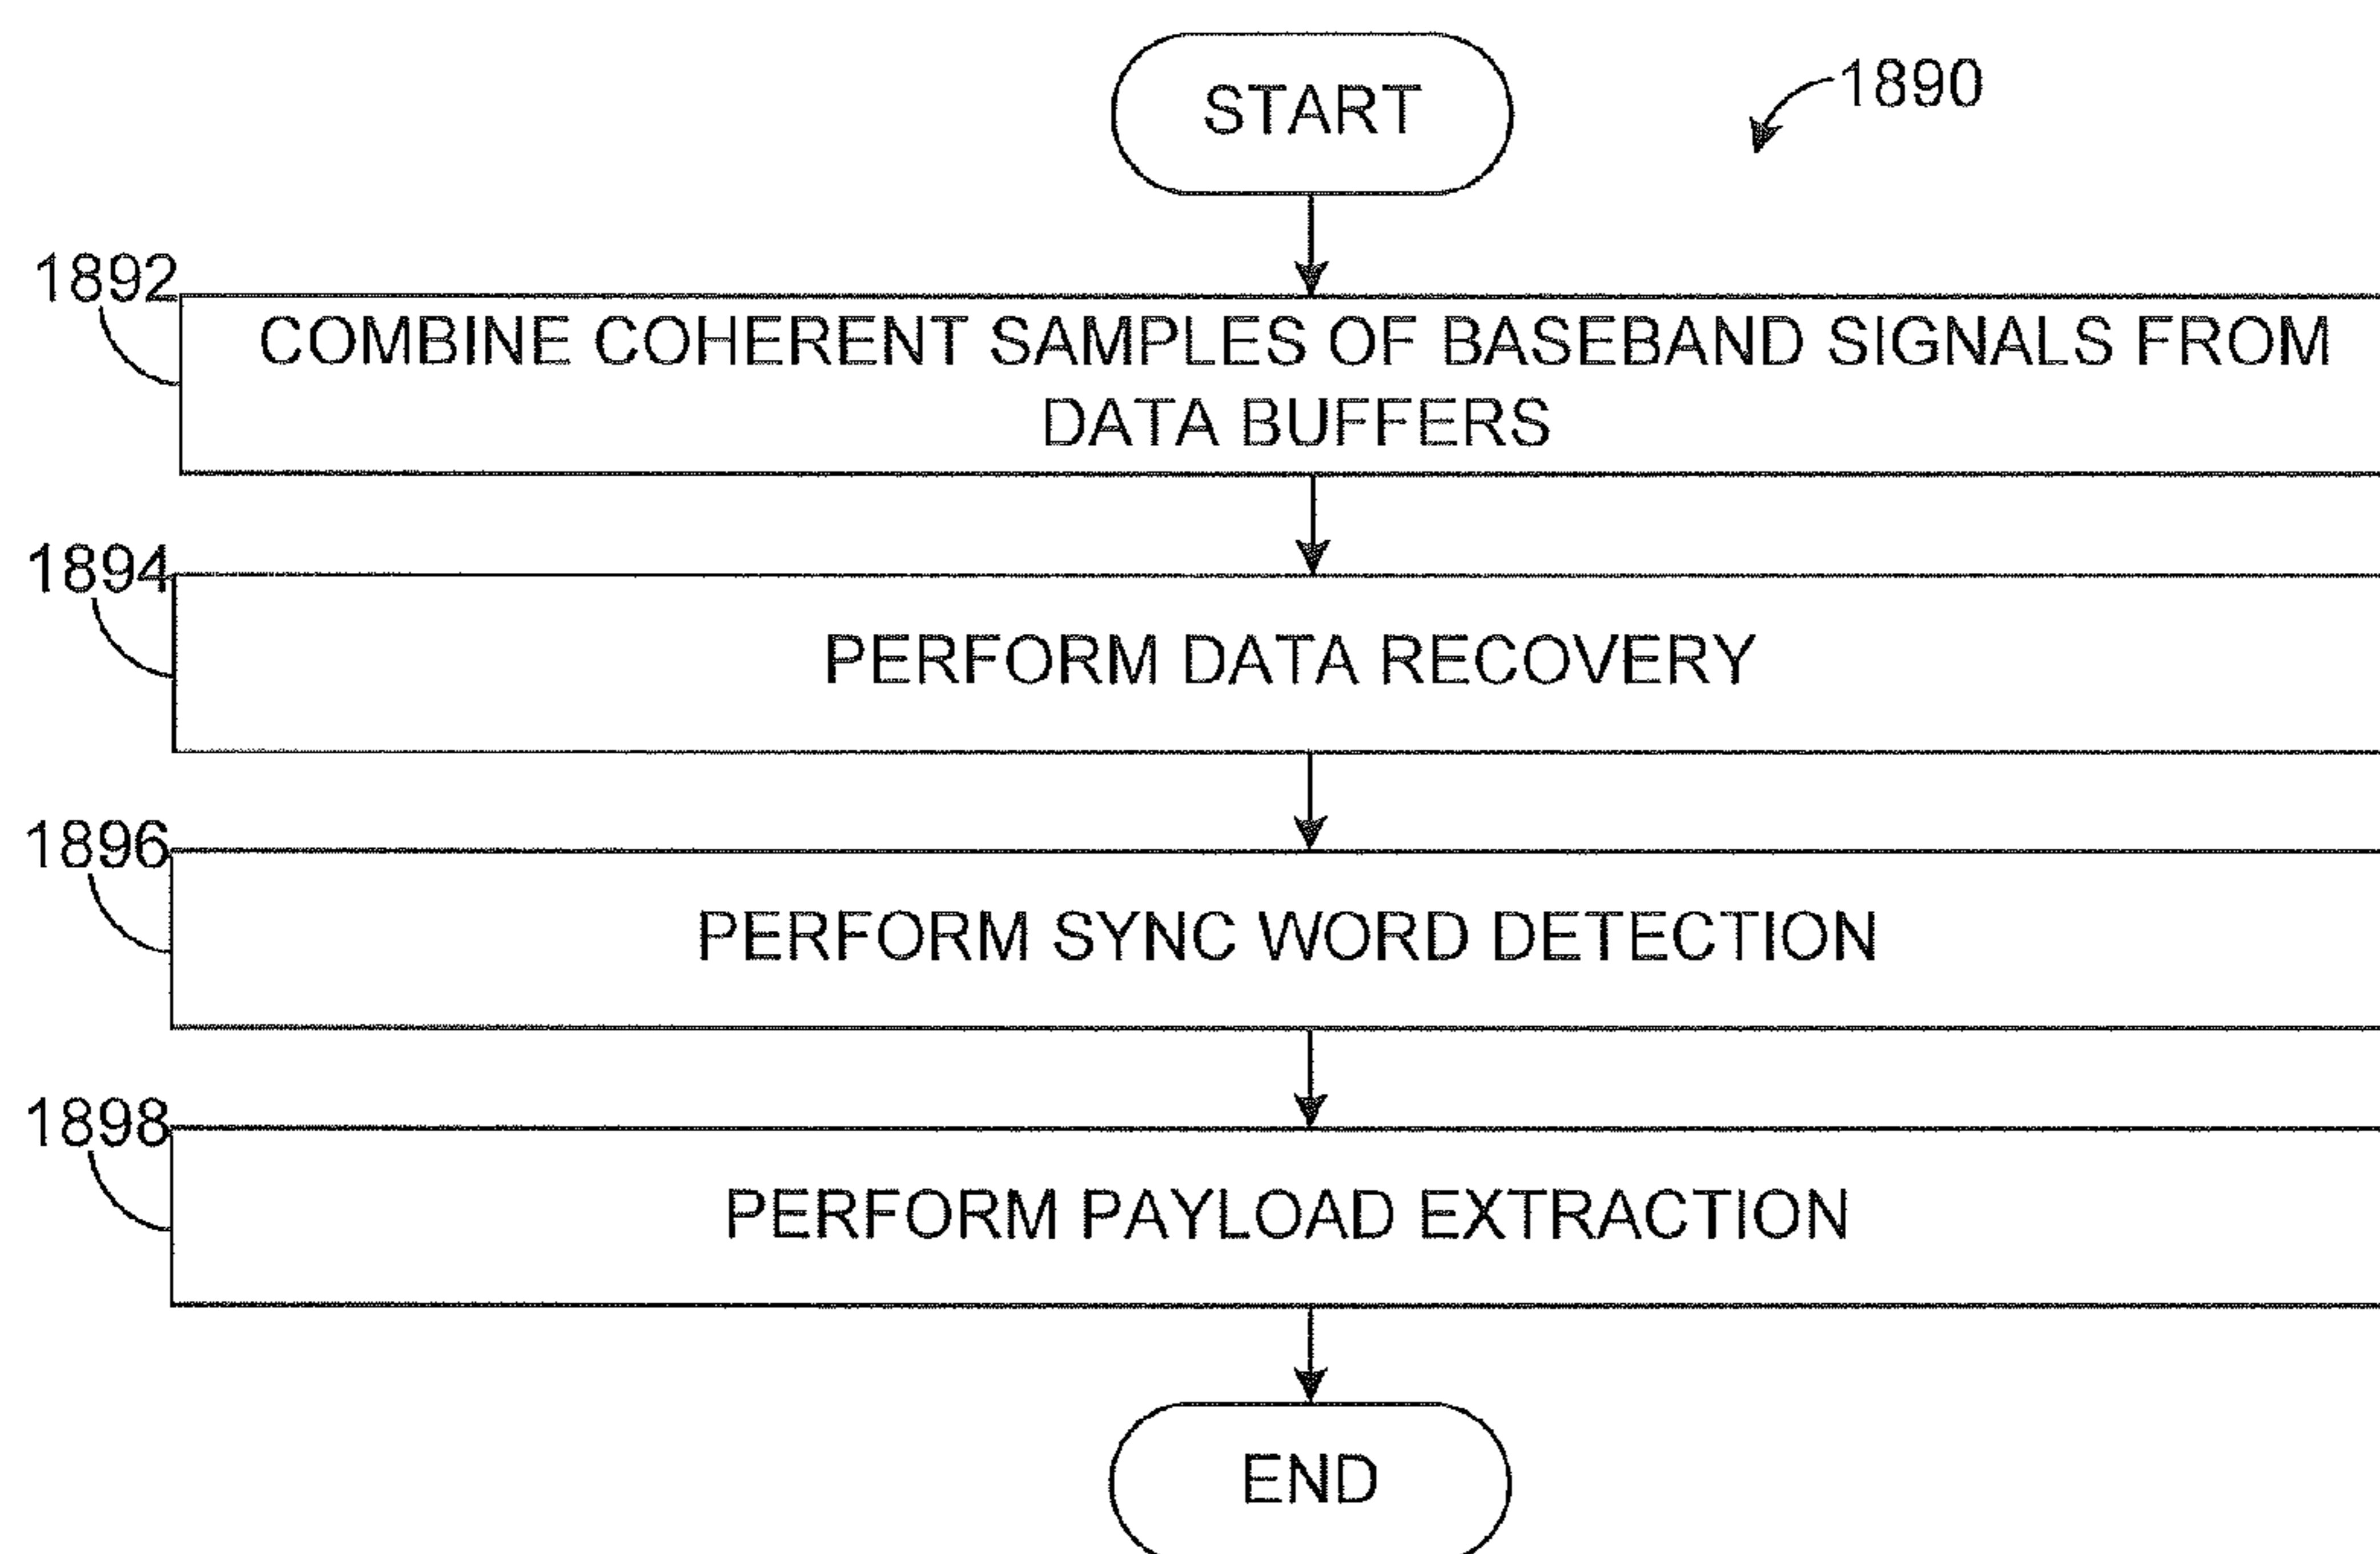 START
1890
1892
COMBINE COHERENT SAMPLES OF BASEBAND SIGNALS FROM
DATA BUFFERS
1894
PERFORM DATA RECOVERY
1896
PERFORM SYNC WORD DETECTION
1898
PERFORM PAYLOAD EXTRACTION
END